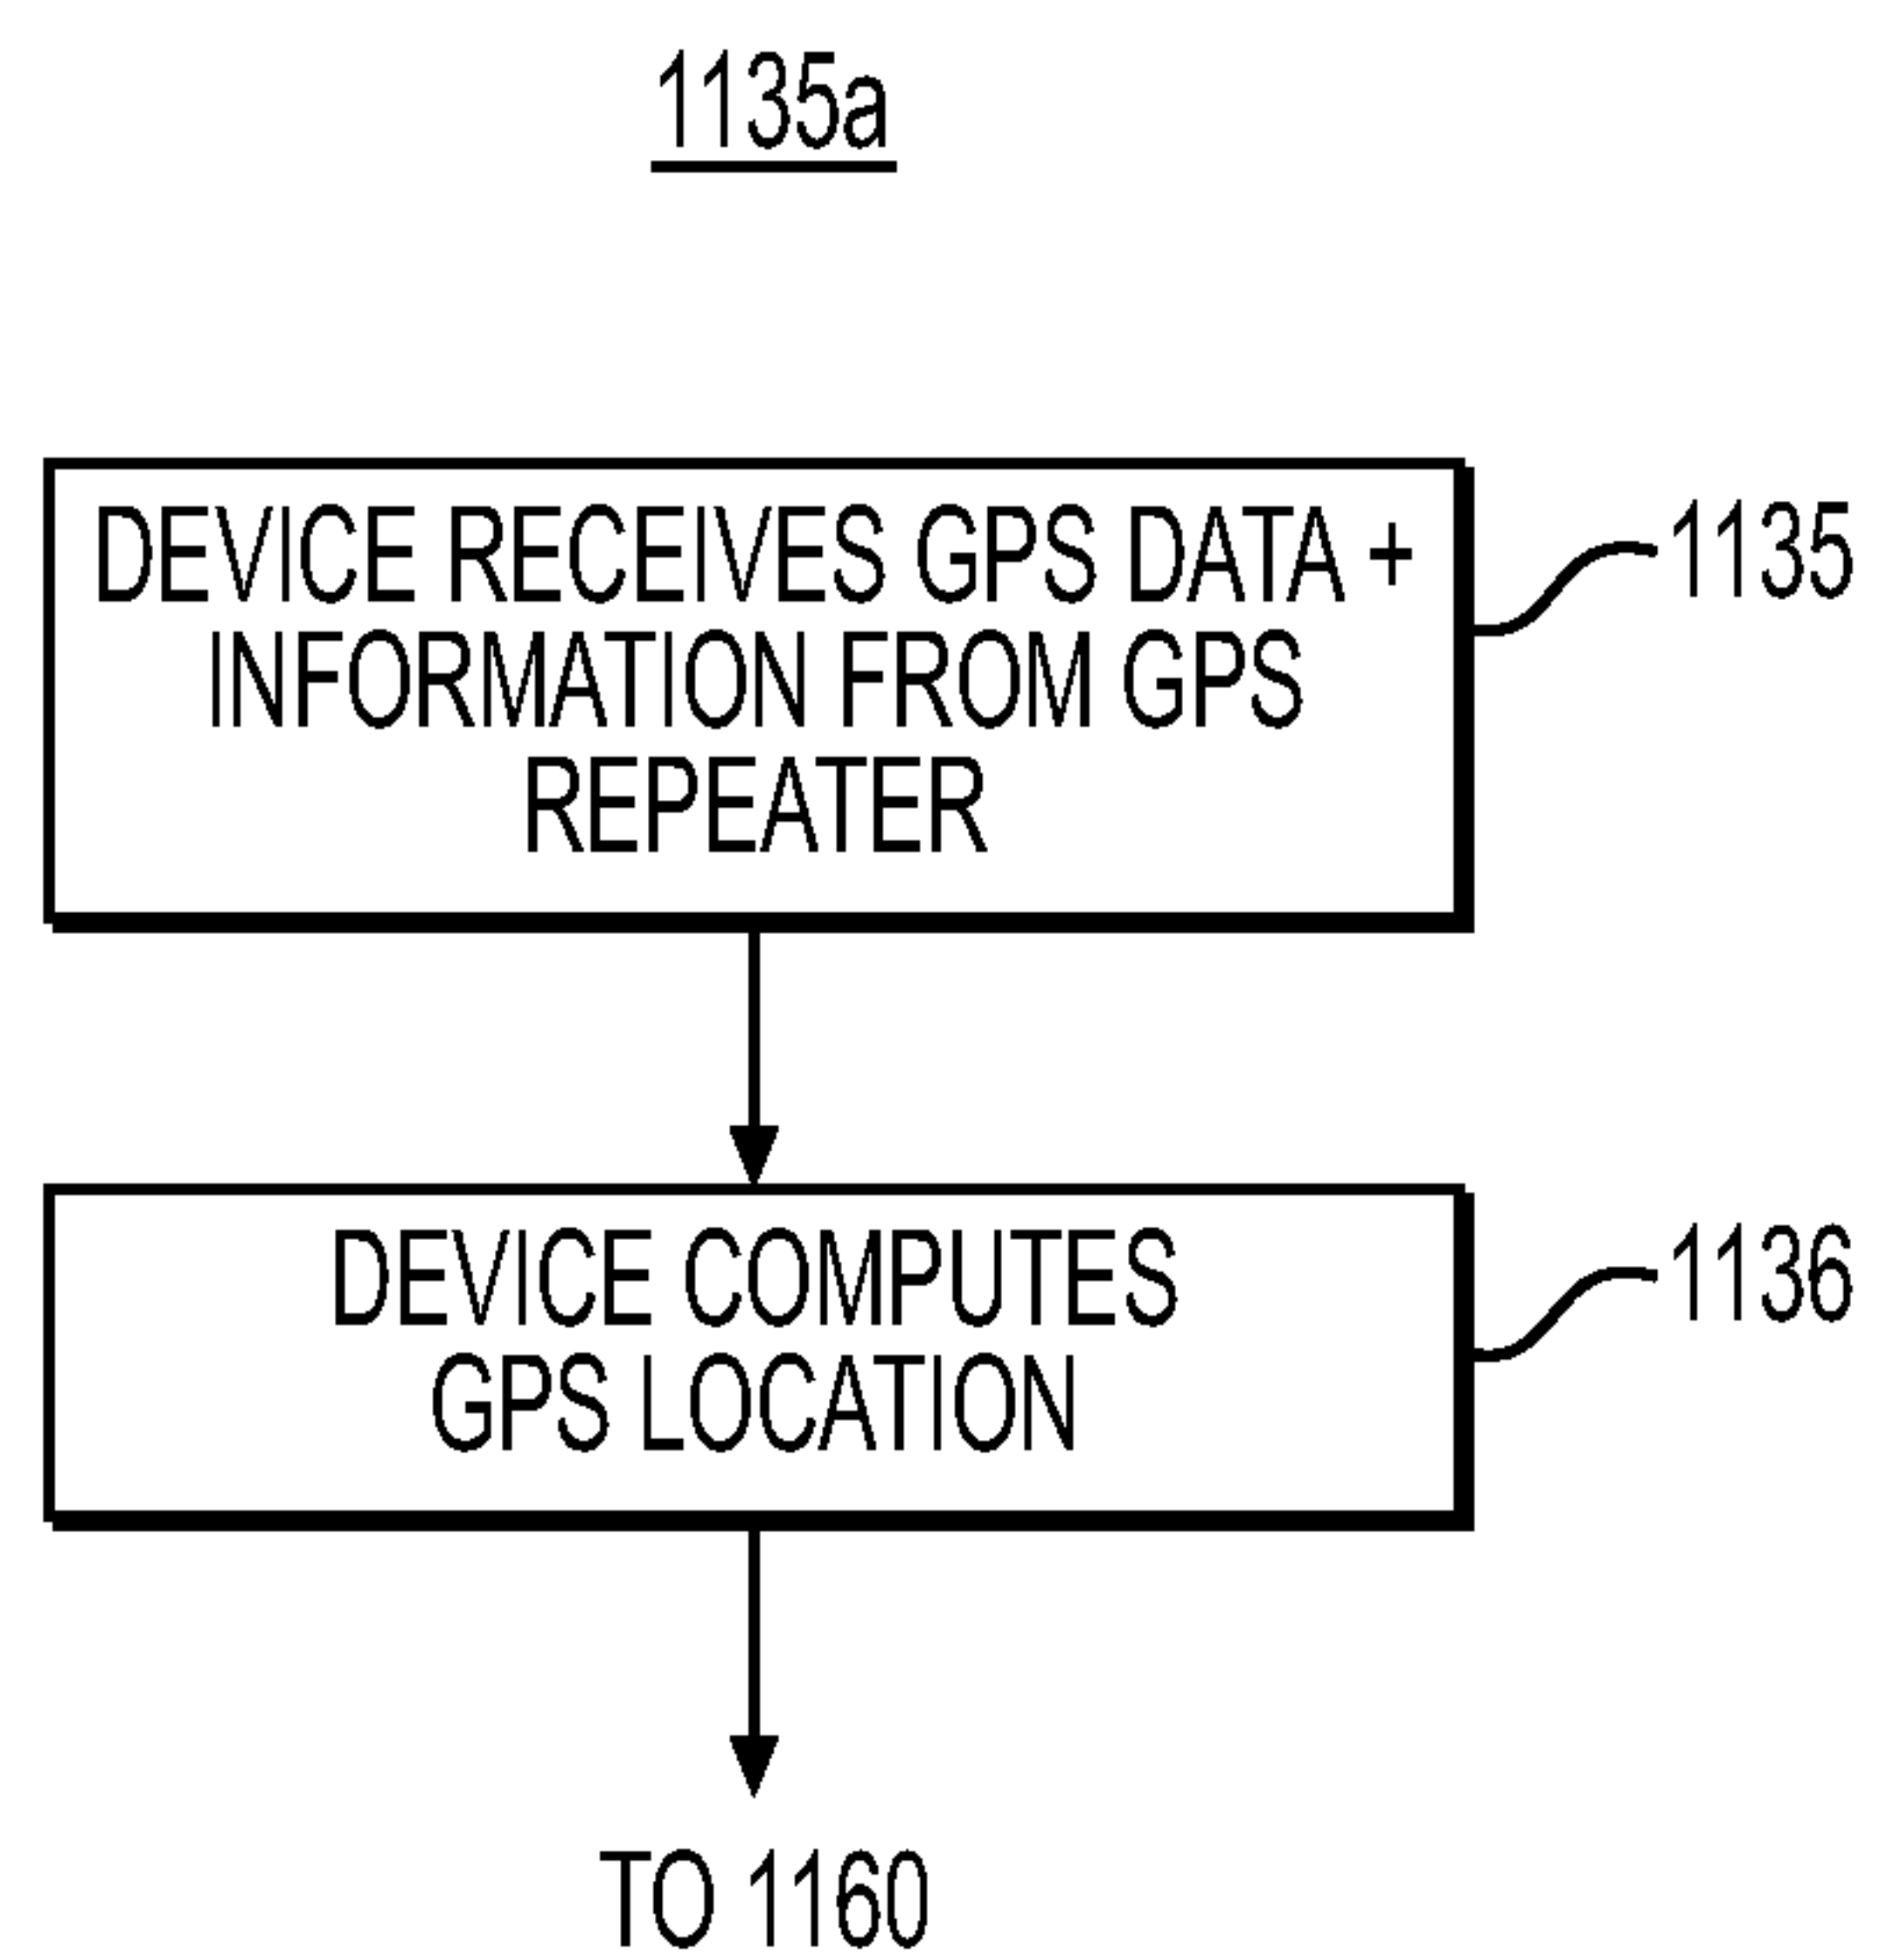 1135a
DEVICE RECEIVES GPS DATA +
INFORMATION FROM GPS
REPEATER
1135
DEVICE COMPUTES
GPS LOCATION
1136
TO 1160